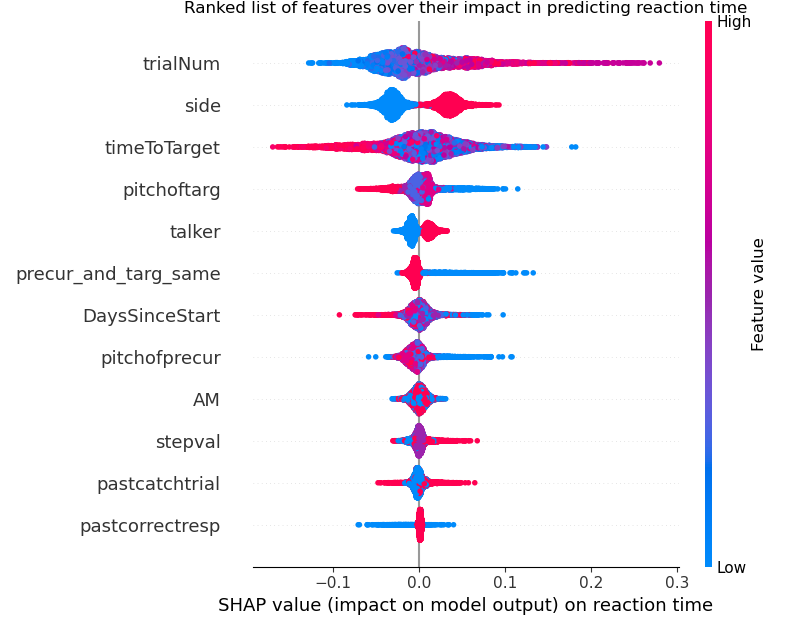 Ranked list of features over their impact in predicting reaction time
High
trialNum
side
timeToTarget
pitchoftarg
talker
precur_and_targ_same
DaysSinceStart
pitchofprecur
AM
stepval
pastcatchtrial
pastcorrectresp
Feature value
Low
−0.1 0.0 0.1 0.2 0.3
SHAP value (impact on model output) on reaction time